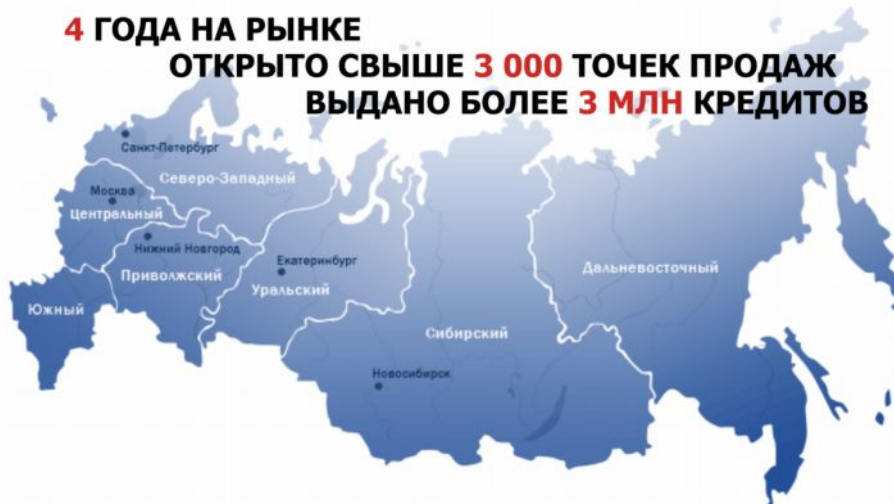 4 ГОДА НА РЫНКЕ
ОТКРЫТО СВЫШЕ 3 000 ТОЧЕК ПРОДАЖ
ВЫДАНО БОЛЕЕ 3 МЛН КРЕДИТОВ
Санкт-Петербург
Северо-Западный
Москва
Центральный
Нижний Новгород
Приволжский
Екатеринбург
Уральский
Дальневосточный
Южный
Сибирский
Новосибирск